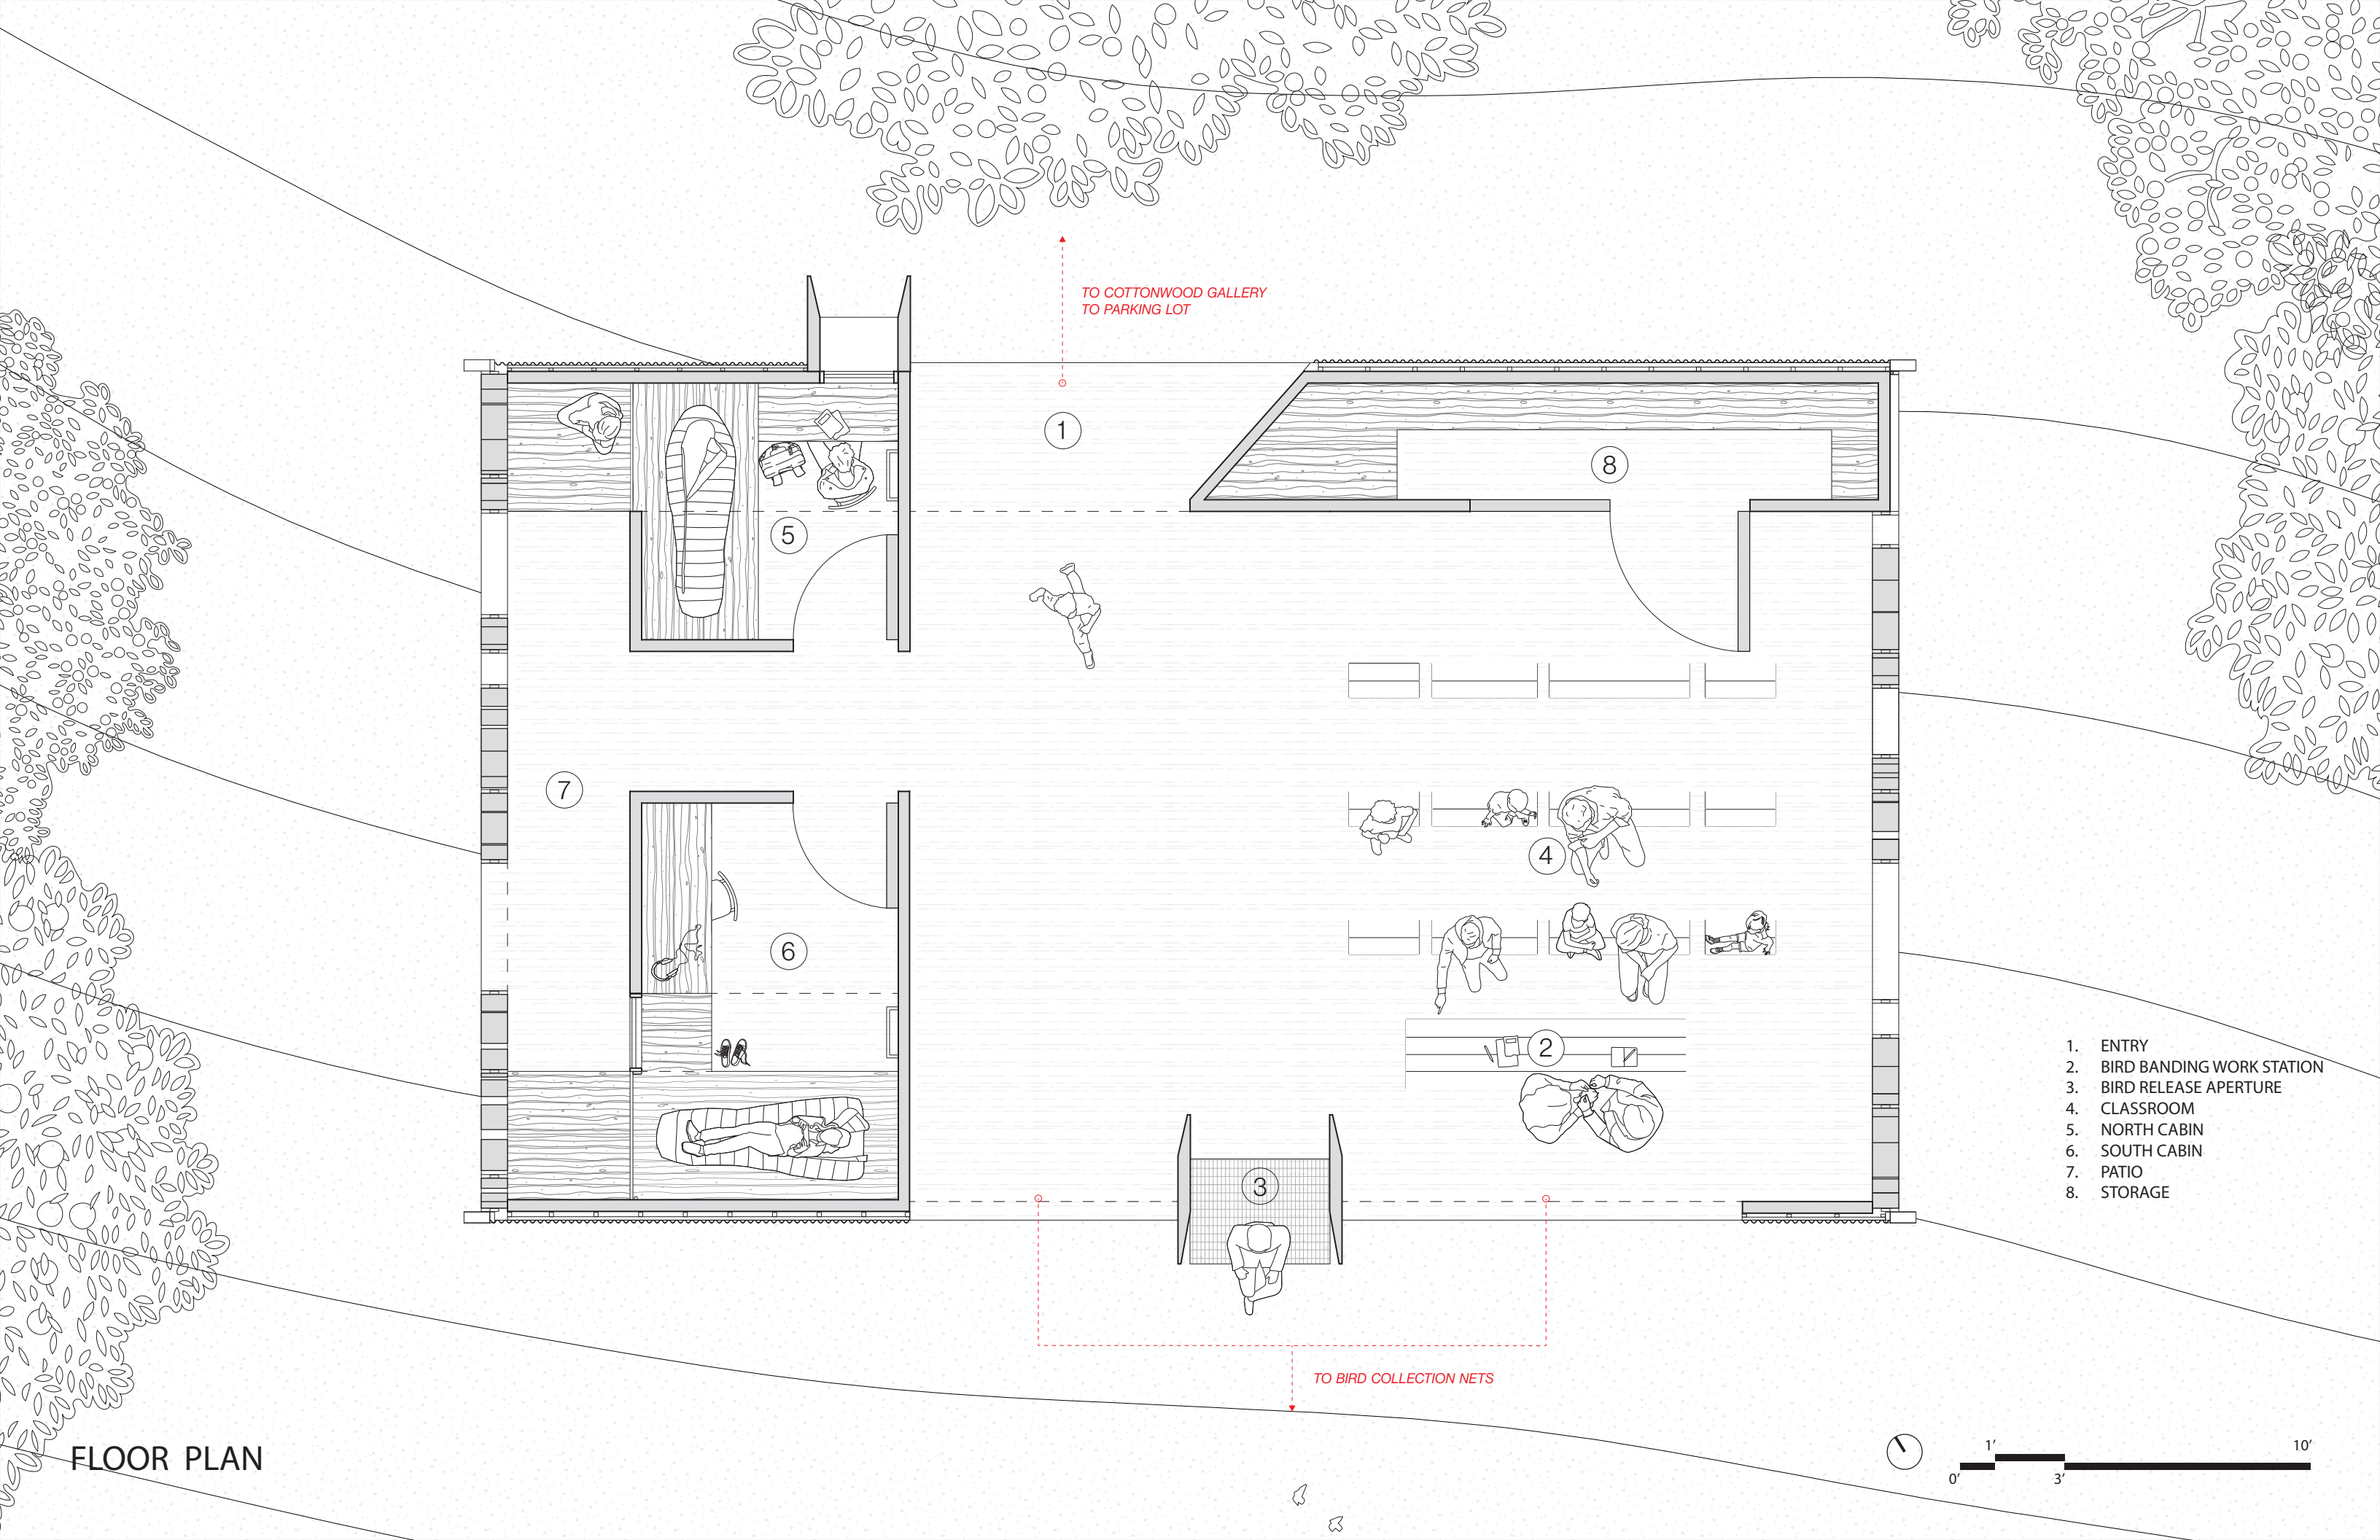 TO COTTONWOOD GALLERY
TO PARKING LOT
1
8
5
7
4
6
2
3
1. ENTRY
2. BIRD BANDING WORK STATION
3. BIRD RELEASE APERTURE
4. CLASSROOM
5. NORTH CABIN
6. SOUTH CABIN
7. PATIO
8. STORAGE
TO BIRD COLLECTION NETS
FLOOR PLAN
1’ 10’
0’ 3’